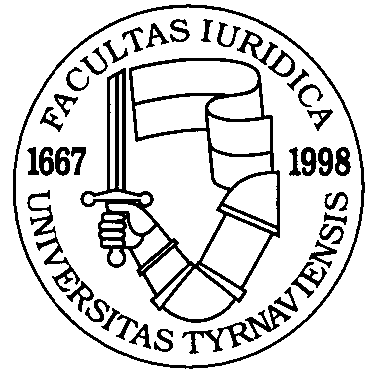 FACULTAS IURIDICA
1667 1998
UNIVERSITAS TYRNAVIENSIS